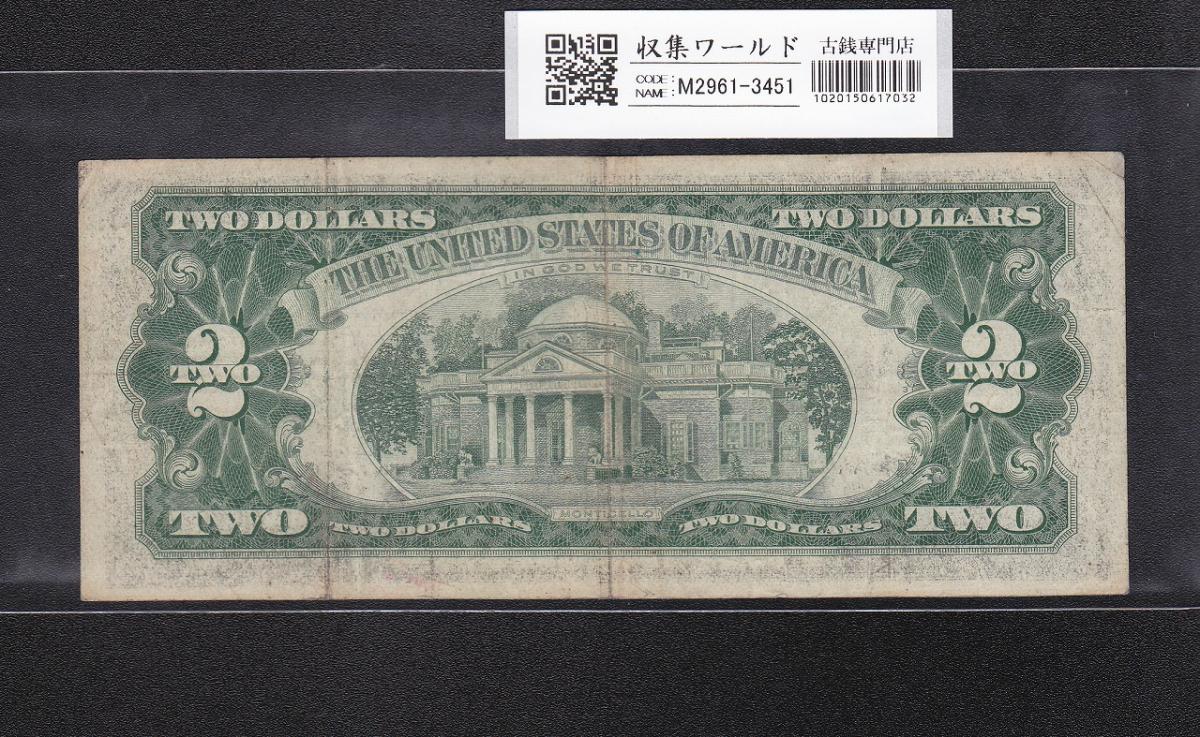 収集ワールド 古銭専門店
CODE:
NAME: M2961-3451
1020150617032
TWO DOLLARS TWO DOLLARS
THE UNITED STATES OF AMERICA
IN GOD WE TRUST
2 2
TWO TWO
MONTICELLO
TWO TWO DOLLARS TWO DOLLARS TWO